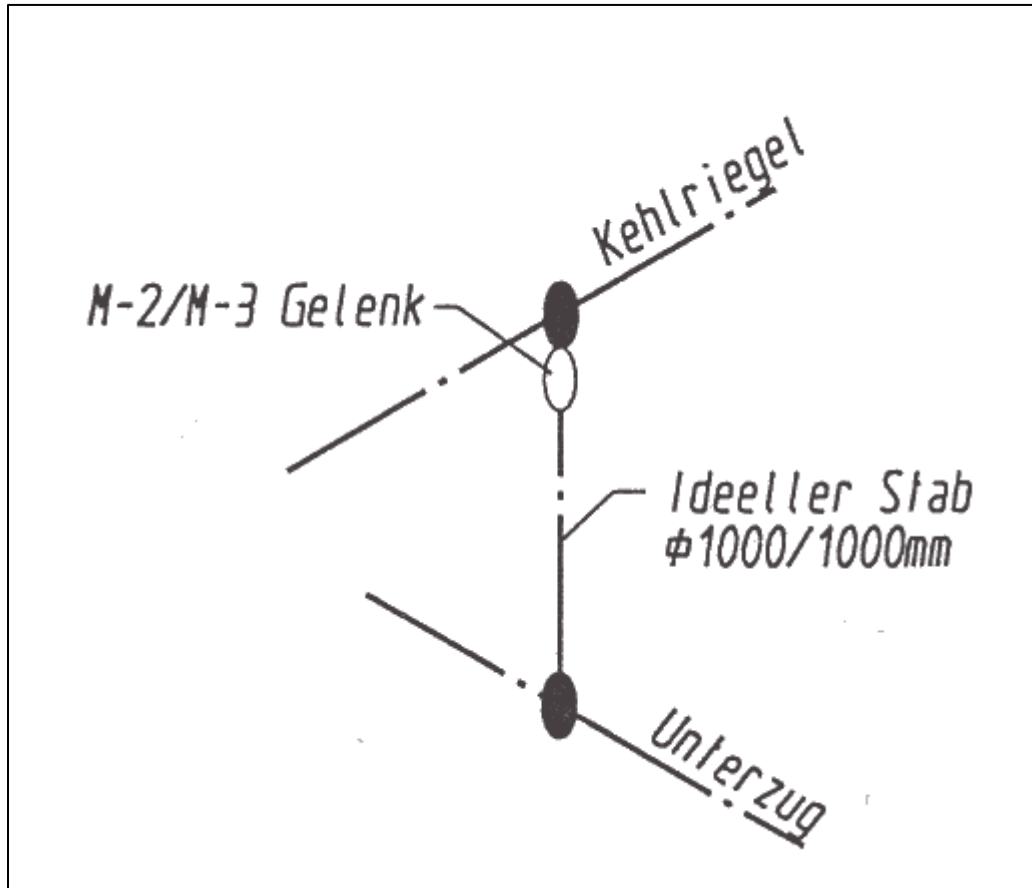 Kehlriegel
M-2/M-3 Gelenk
Ideeller Stab
ϕ1000/1000mm
Unterzug